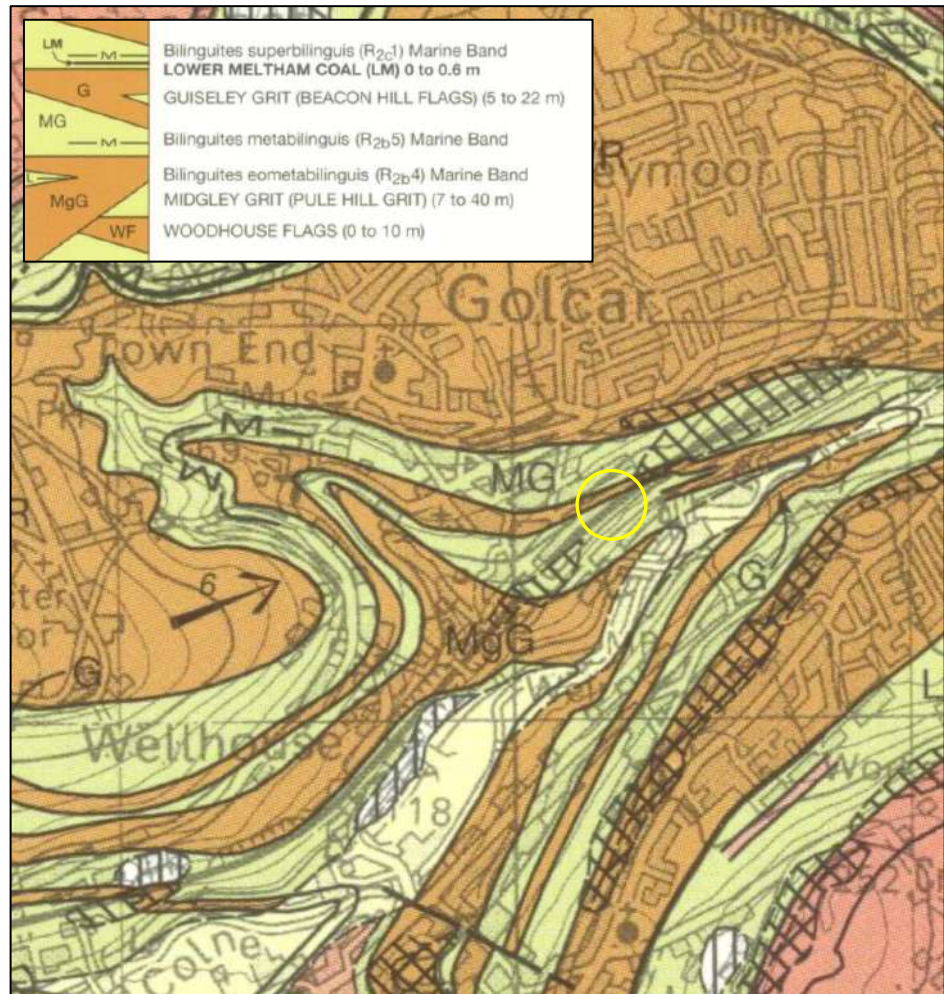 LM
M
Bilinguites superbilinguis (R2c1) Marine Band
LOWER MELTHAM COAL (LM) 0 to 0.6 m
G
GUISELEY GRIT (BEACON HILL FLAGS) (5 to 22 m)
MG
M
Bilinguites metabilinguis (R2b5) Marine Band
Bilinguites eometabilinguis (R2b4) Marine Band
MgG
MIDGLEY GRIT (PULE HILL GRIT) (7 to 40 m)
WF
WOODHOUSE FLAGS (0 to 10 m)
Longwood
Golcar
Town End
Mus
M
MG
M
R
6
G
MgG
G
Wellhouse
18
Colne